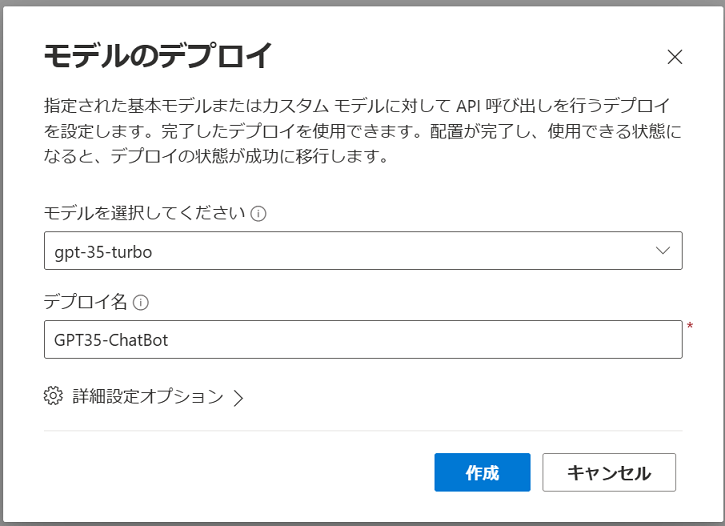 モデルのデプロイ
指定された基本モデルまたはカスタム モデルに対して API 呼び出しを行うデプロイ
を設定します。完了したデプロイを使用できます。配置が完了し、使用できる状態に
なると、デプロイの状態が成功に移行します。
モデルを選択してください
gpt-35-turbo
デプロイ名
GPT35-ChatBot
*
詳細設定オプション
作成
キャンセル